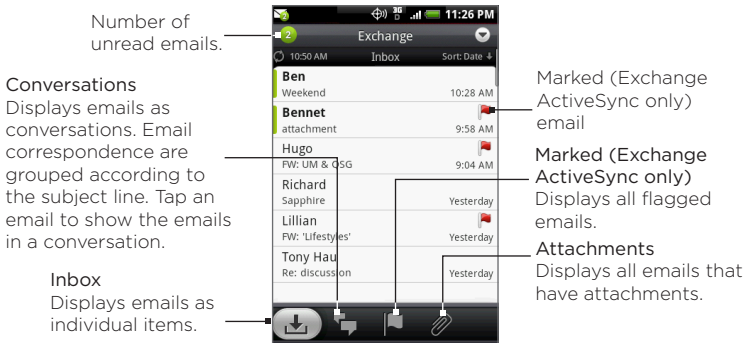 Number of
unread emails.
Conversations
Displays emails as
conversations. Email
correspondence are
grouped according to
the subject line. Tap an
email to show the emails
in a conversation.
Inbox
Displays emails as
individual items.
2
3G
D
11:26 PM
2
Exchange
10:50 AM
Inbox
Sort: Date
Ben
Weekend
10:28 AM
Bennet
attachment
9:58 AM
Hugo
FW: UM & OSG
9:04 AM
Richard
Sapphire
Yesterday
Lillian
FW: 'Lifestyles'
Yesterday
Tony Hau
Re: discussion
Yesterday
Marked (Exchange
ActiveSync only)
email
Marked (Exchange
ActiveSync only)
Displays all flagged
emails.
Attachments
Displays all emails that
have attachments.